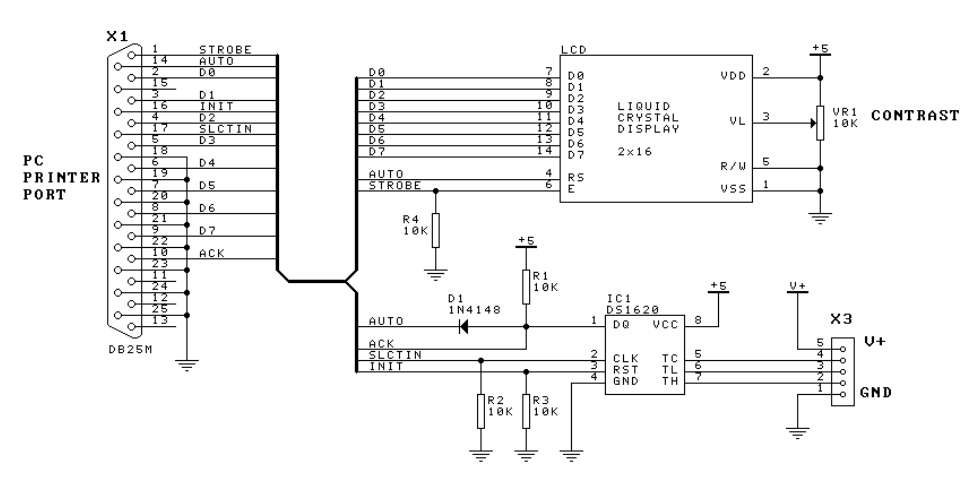 X1
1 STROBE
14 AUTO
2 D0
15
3 D1
16 INIT
4 D2
17 SLCTIN
5 D3
18
6 D4
19
7 D5
20
8 D6
21
9 D7
22
10 ACK
23
11
24
12
25
13
DB25M
PC
PRINTER
PORT
LCD
D0 7 D0
D1 8 D1
D2 9 D2
D3 10 D3
D4 11 D4
D5 12 D5
D6 13 D6
D7 14 D7
AUTO 4 RS
STROBE 6 E
LIQUID
CRYSTAL
DISPLAY
2x16
VDD 2
VL 3
R/W 5
VSS 1
+5
VR1
10K
CONTRAST
R4
10K
+5
R1
10K
D1
1N4148
AUTO
ACK
SLCTIN
INIT
R2
10K
R3
10K
IC1
DS1620
1 DQ VCC 8
2 CLK TC 5
3 RST TL 6
4 GND TH 7
+5
V+
X3
5 V+
4
3
2
1 GND